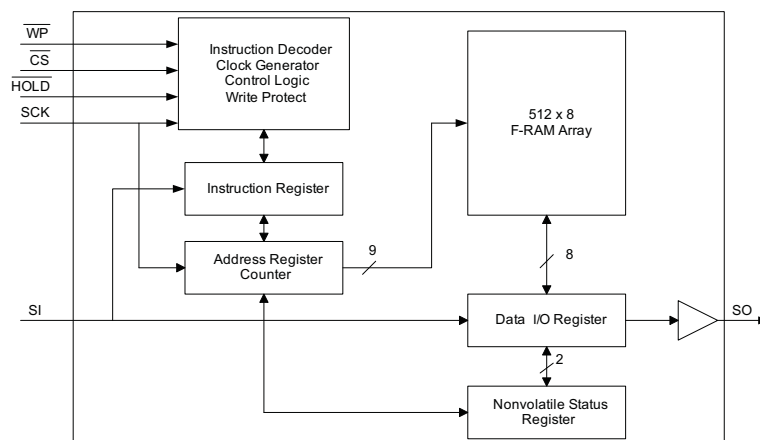 WP
CS
HOLD
SCK
Instruction Decoder
Clock Generator
Control Logic
Write Protect
512 x 8
F-RAM Array
Instruction Register
Address Register
Counter
9
8
SI
Data I/O Register
SO
2
Nonvolatile Status
Register